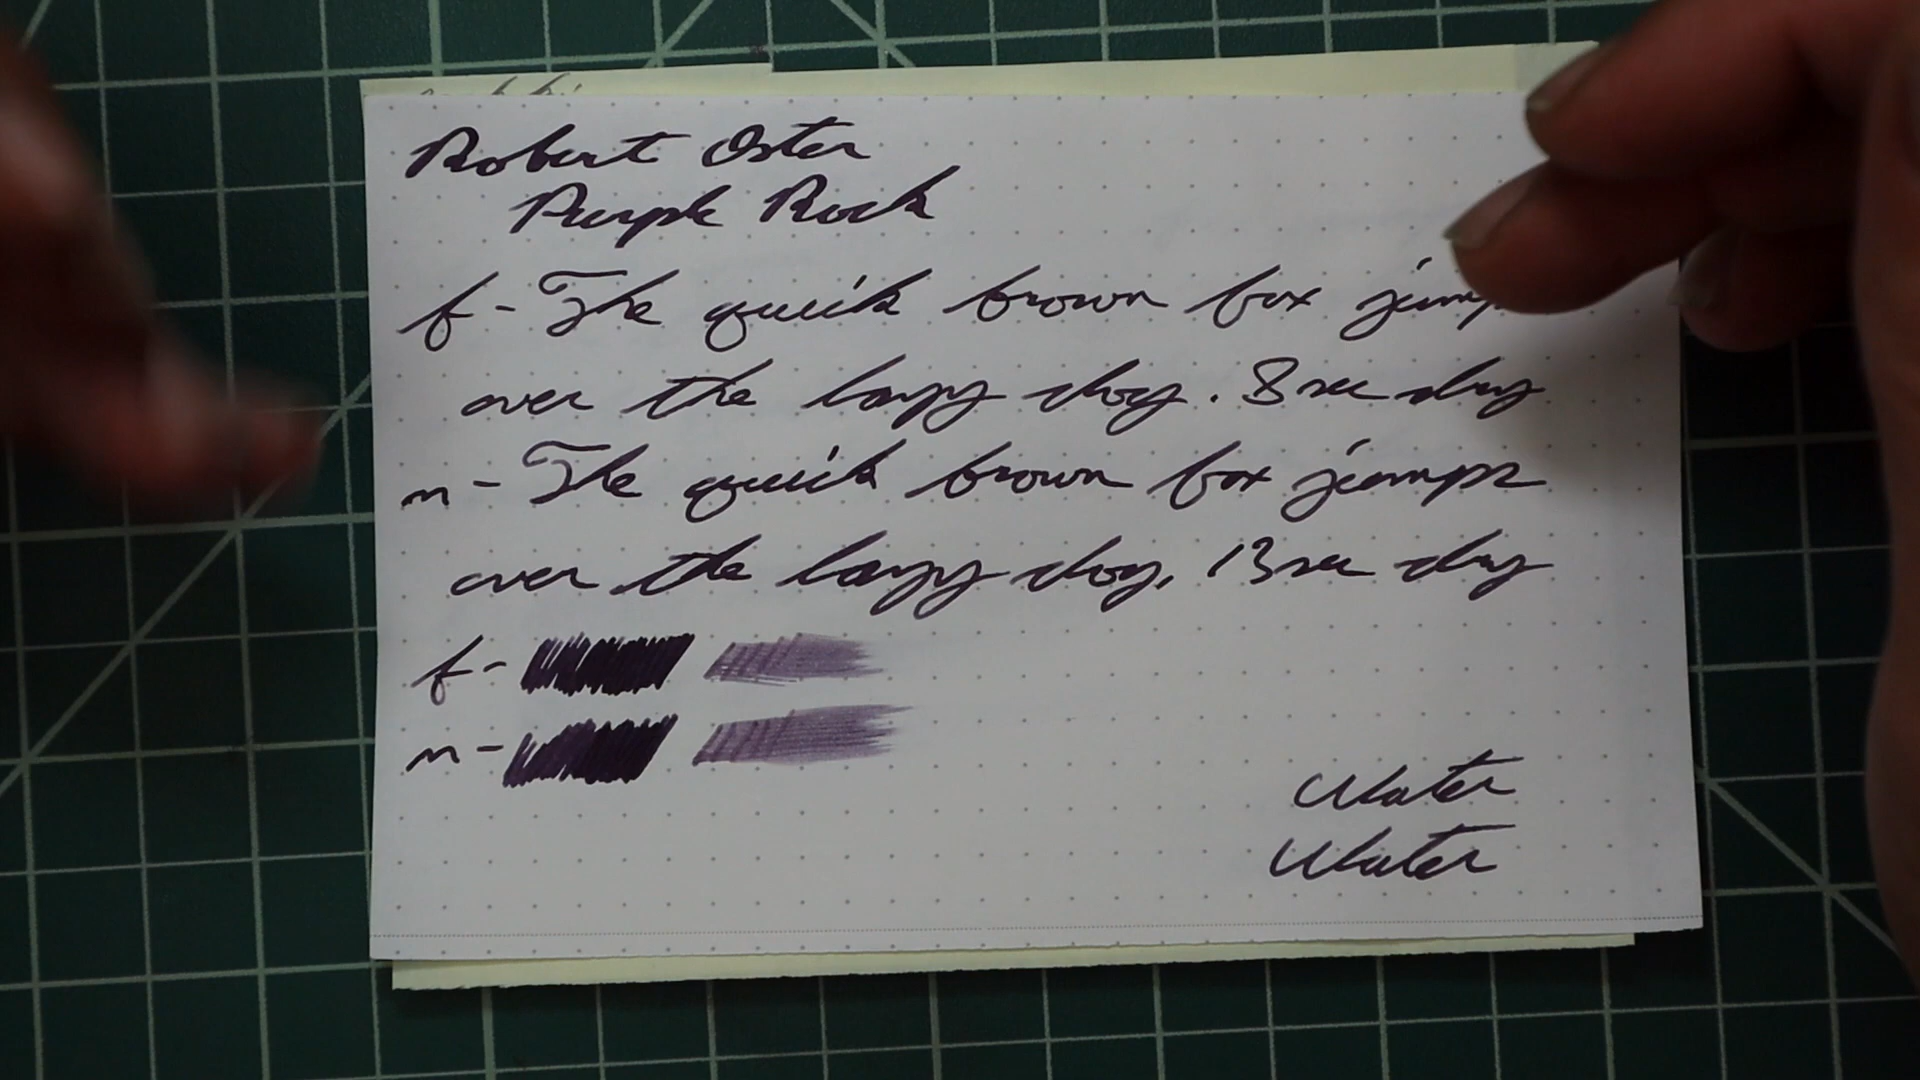 Robert Oster
Purple Rock
f - The quick brown fox jumps
over the lazy dog. 8 sec dry
m - The quick brown fox jumps
over the lazy dog, 13 sec dry
f -
m -
Water
Water